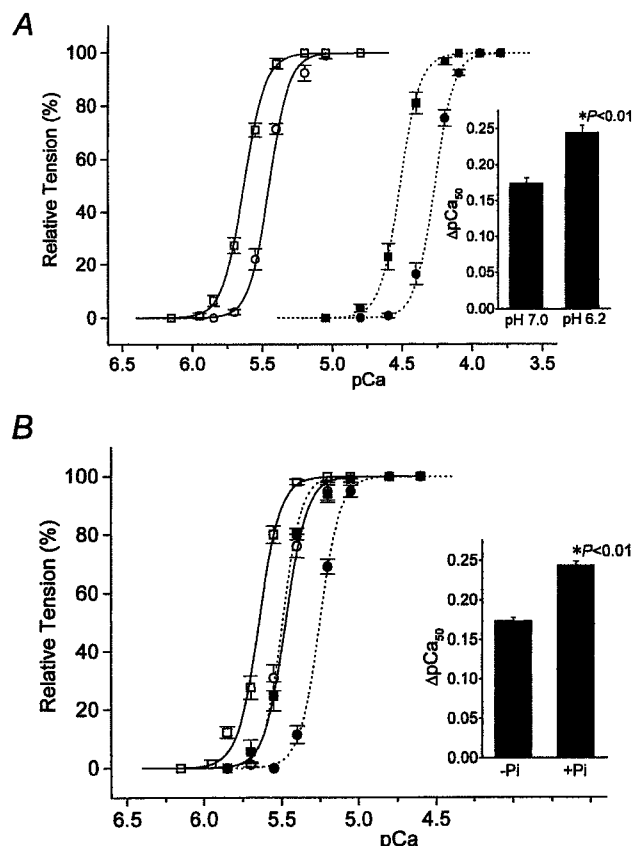 A
Relative Tension (%)
100
80
60
40
20
0
6.5 6.0 5.5 5.0 4.5 4.0 3.5
pCa
ΔpCa50
0.25
0.20
0.15
0.10
0.05
0.00
*P<0.01
pH 7.0 pH 6.2
B
Relative Tension (%)
100
80
60
40
20
0
6.5 6.0 5.5 5.0 4.5
pCa
ΔpCa50
0.25
0.20
0.15
0.10
0.05
0.00
*P<0.01
-Pi +Pi